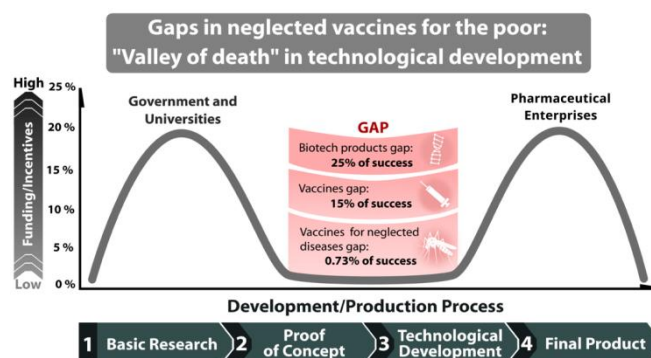 Gaps in neglected vaccines for the poor:
"Valley of death" in technological development
High
25 %
20 %
15 %
10 %
5 %
0 %
Low
Funding/Incentives
Government and
Universities
GAP
Biotech products gap:
25% of success
Vaccines gap:
15% of success
Vaccines for neglected
diseases gap:
0.73% of success
Pharmaceutical
Enterprises
Development/Production Process
1 Basic Research
2 Proof
of Concept
3 Technological
Development
4 Final Product